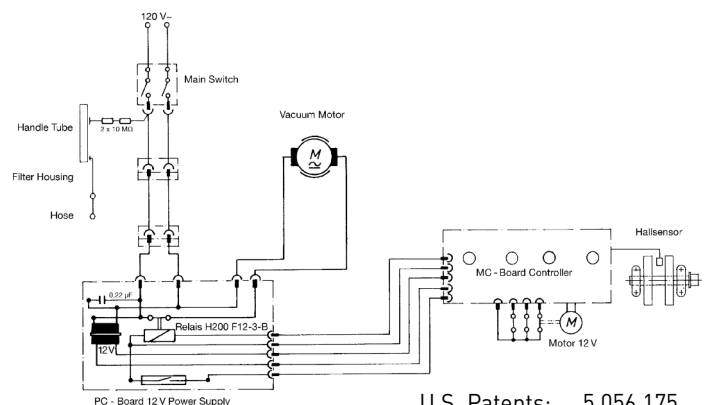 120 V~
Main Switch
Vacuum Motor
Handle Tube
2 x 10 MΩ
M
Filter Housing
Hose
Hallsensor
MC - Board Controller
0,22 µF
Relais H200 F12-3-B
12 V
M
Motor 12 V
PC - Board 12 V Power Supply
U.S. Patents: 5,056,175